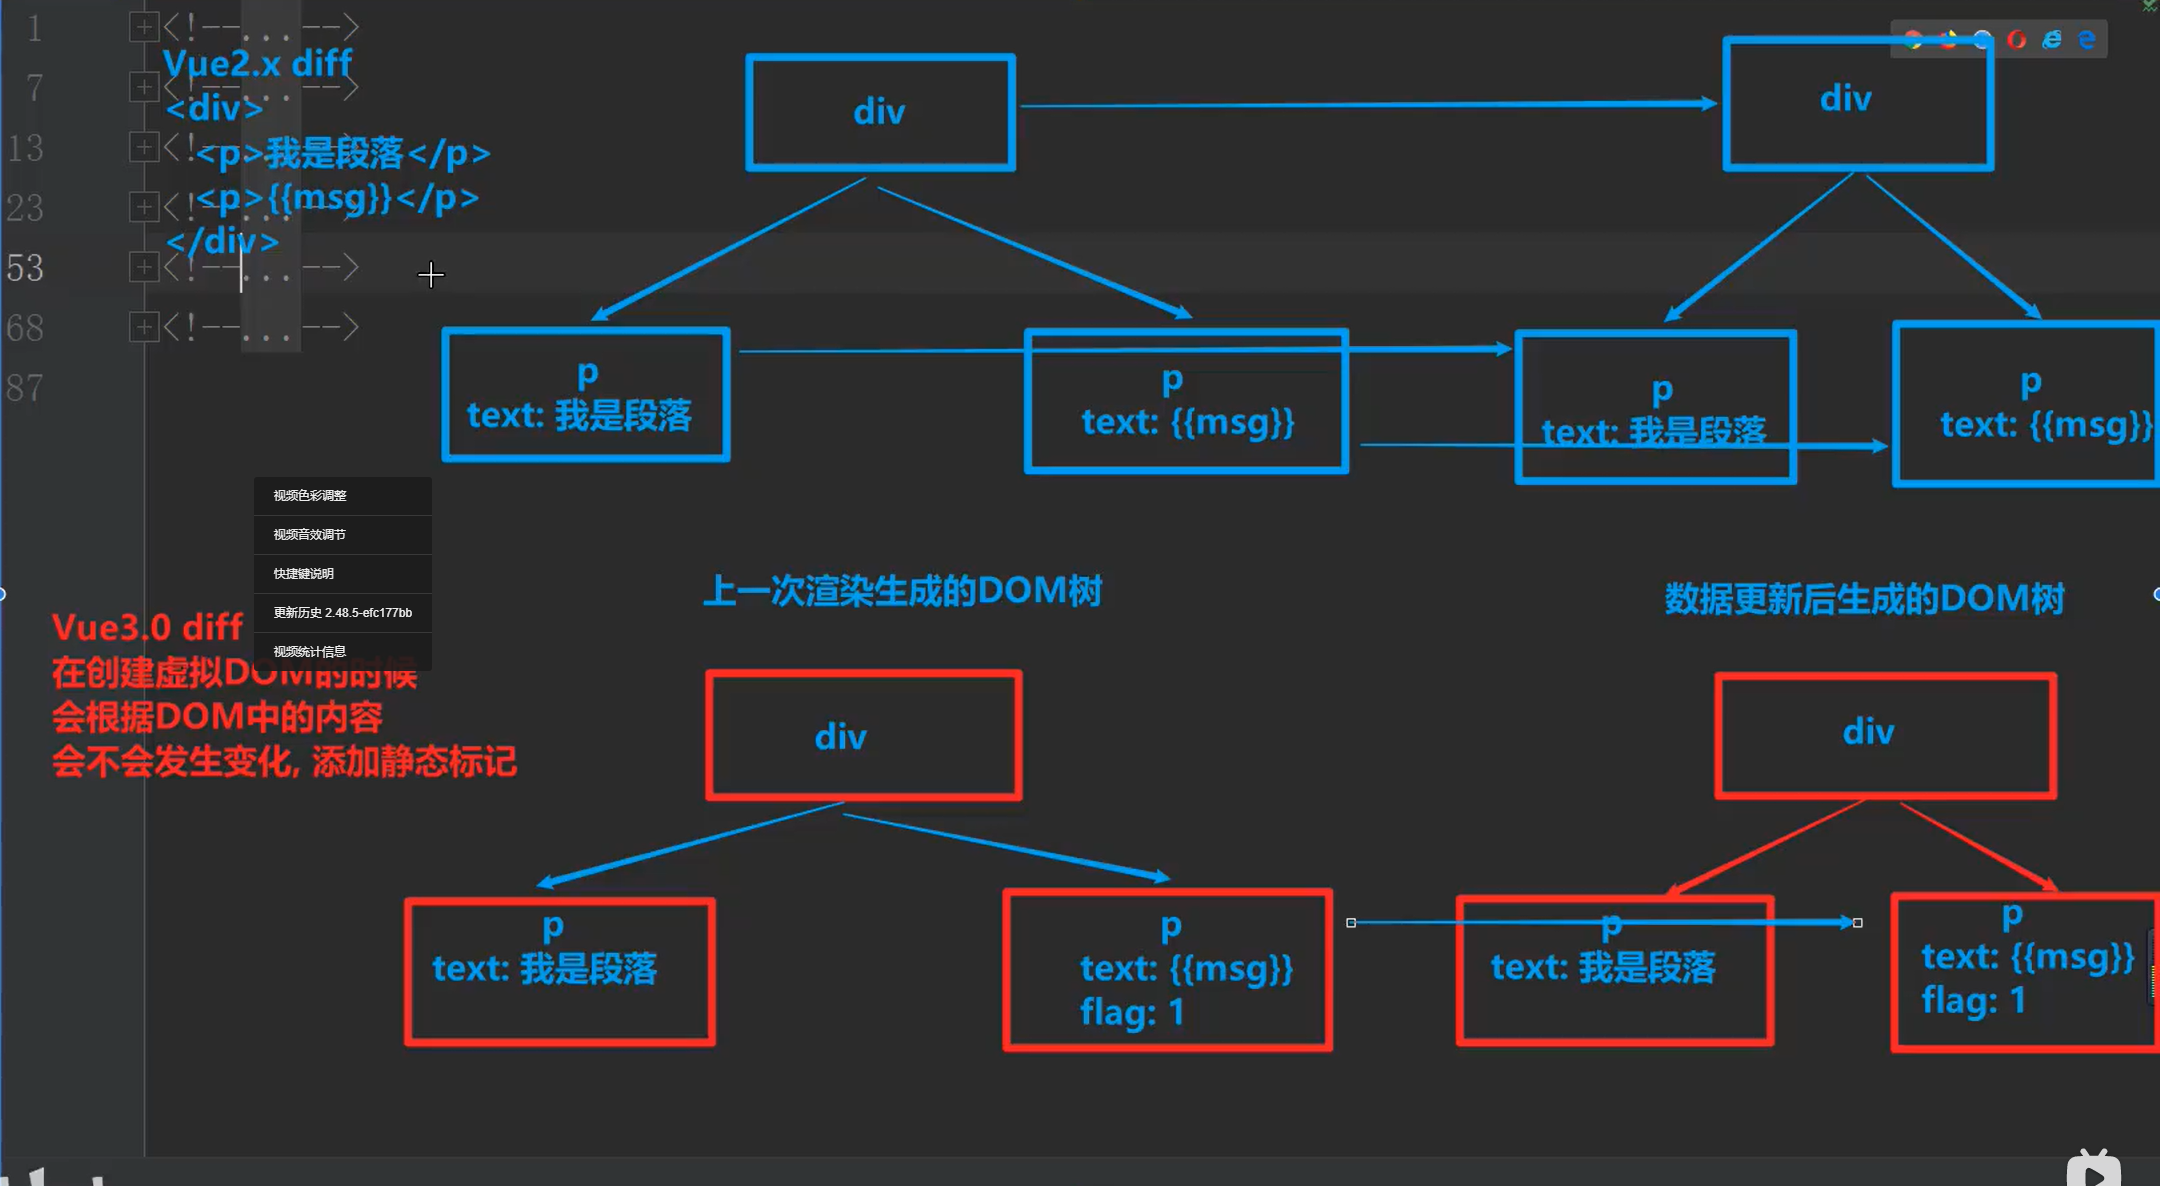 1
<!--...-->
Vue2.x diff
7
<!--...-->
<div>
13
<!--
<p>我是段落</p>
23
<!--...-->
<p>{{msg}}</p>
</div>
53
<!--...-->
68
<!--...-->
87
div
div
p
text: 我是段落
p
text: {{msg}}
p
text: 我是段落
p
text: {{msg}}
视频色彩调整
视频音效调节
快捷键说明
更新历史 2.48.5-efc177bb
视频统计信息
上一次渲染生成的DOM树
数据更新后生成的DOM树
Vue3.0 diff
在创建虚拟DOM的时候
会根据DOM中的内容
会不会发生变化, 添加静态标记
div
div
p
text: 我是段落
p
text: {{msg}}
flag: 1
p
text: 我是段落
p
text: {{msg}}
flag: 1